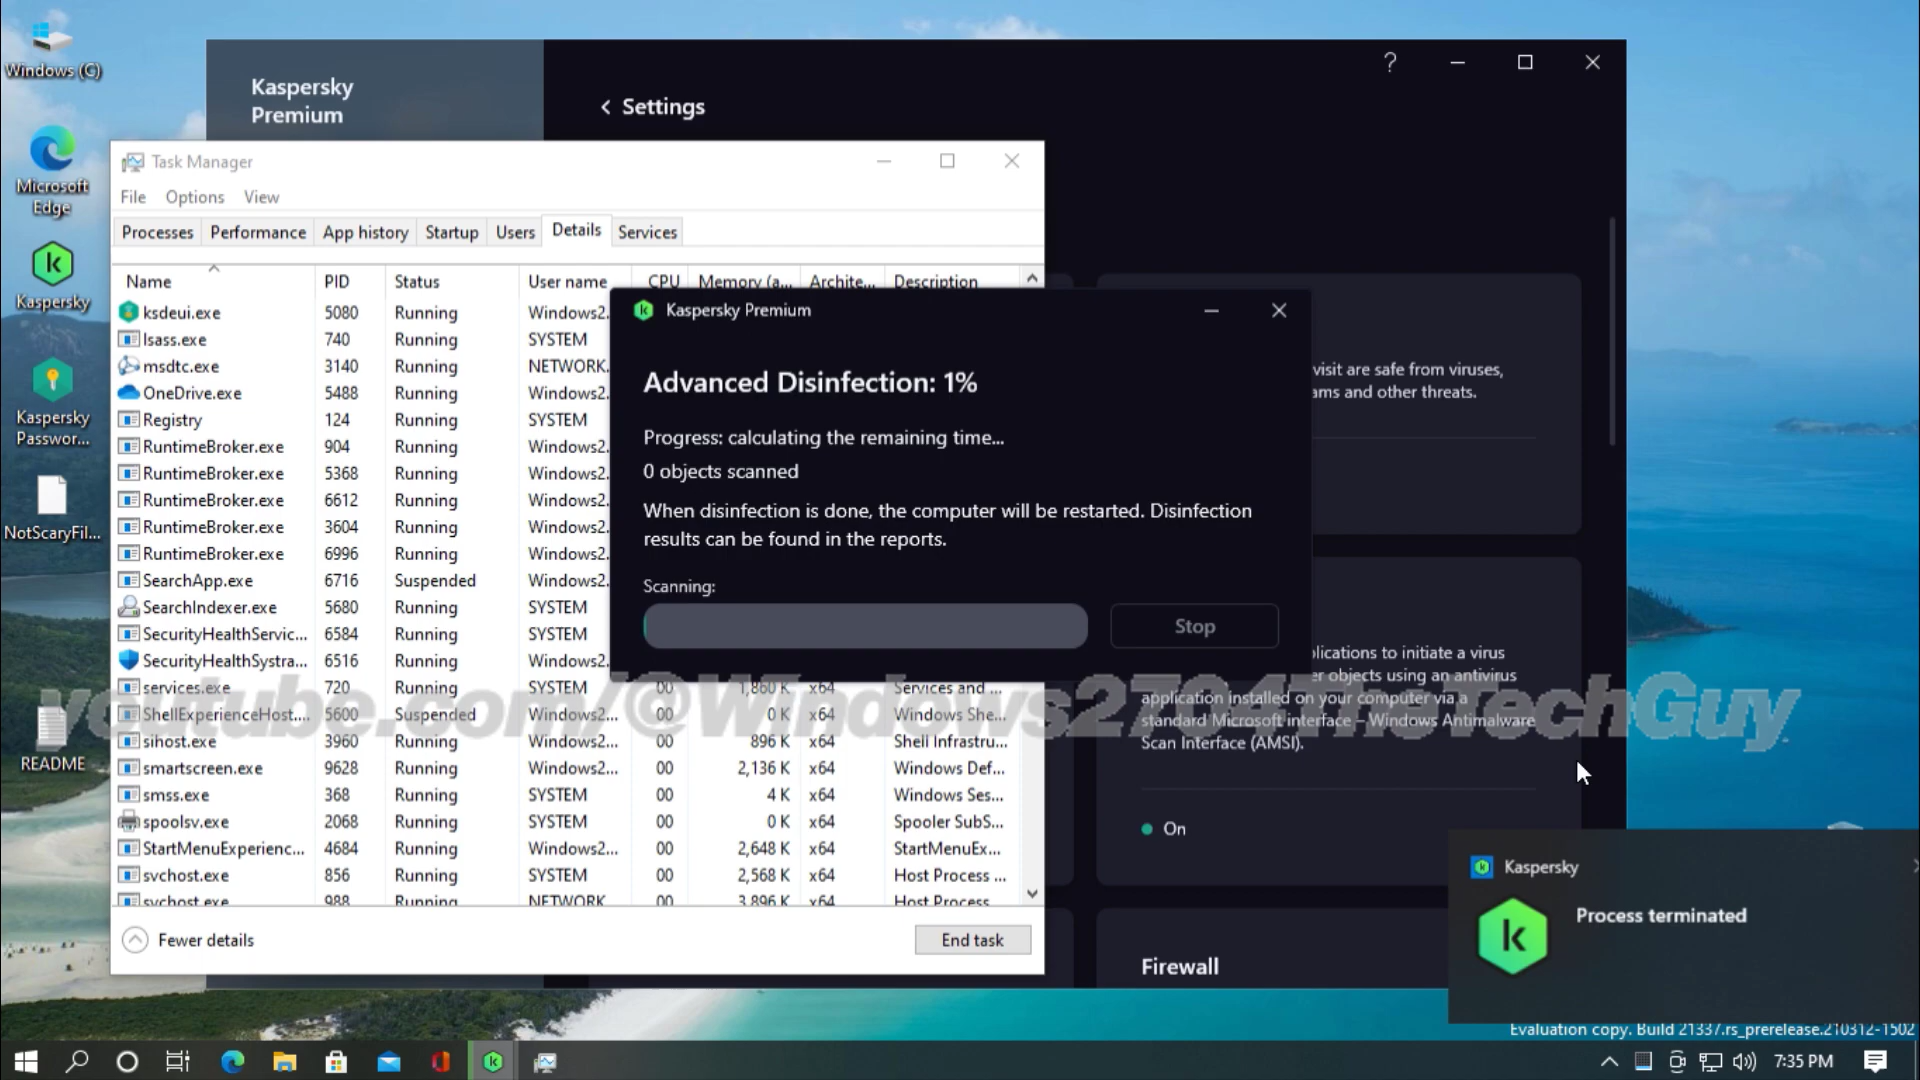 Windows (C)
Microsoft
Edge
Kaspersky
Kaspersky
Passwor...
NotScaryFil...
README
Kaspersky
Premium
Settings
Task Manager
File Options View
Processes Performance App history Startup Users Details Services
Name PID Status User name CPU Memory (a... Archite... Description
ksdeui.exe 5080 Running Windows2...
lsass.exe 740 Running SYSTEM
msdtc.exe 3140 Running NETWORK...
OneDrive.exe 5488 Running Windows2...
Registry 124 Running SYSTEM
RuntimeBroker.exe 904 Running Windows2...
RuntimeBroker.exe 5368 Running Windows2...
RuntimeBroker.exe 6612 Running Windows2...
RuntimeBroker.exe 3604 Running Windows2...
RuntimeBroker.exe 6996 Running Windows2...
SearchApp.exe 6716 Suspended Windows2...
SearchIndexer.exe 5680 Running SYSTEM
SecurityHealthServic... 6584 Running SYSTEM
SecurityHealthSystra... 6516 Running Windows2...
services.exe 720 Running SYSTEM 00 1,860 K x64 Services and ...
ShellExperienceHost.... 5600 Suspended Windows2... 00 0 K x64 Windows She...
sihost.exe 3960 Running Windows2... 00 896 K x64 Shell Infrastru...
smartscreen.exe 9628 Running Windows2... 00 2,136 K x64 Windows Def...
smss.exe 368 Running SYSTEM 00 4 K x64 Windows Ses...
spoolsv.exe 2068 Running SYSTEM 00 0 K x64 Spooler SubS...
StartMenuExperienc... 4684 Running Windows2... 00 2,648 K x64 StartMenuEx...
svchost.exe 856 Running SYSTEM 00 2,568 K x64 Host Process ...
svchost.exe 988 Running NETWORK 00 3,896 K x64 Host Process
Fewer details
End task
Kaspersky Premium
Advanced Disinfection: 1%
Progress: calculating the remaining time...
0 objects scanned
When disinfection is done, the computer will be restarted. Disinfection
results can be found in the reports.
Scanning:
Stop
visit are safe from viruses,
ams and other threats.
lications to initiate a virus
er objects using an antivirus
application installed on your computer via a
standard Microsoft interface – Windows Antimalware
Scan Interface (AMSI).
On
Firewall
youtube.com/@Windows2704TheTechGuy
Kaspersky
Process terminated
Evaluation copy. Build 21337.rs_prerelease.210312-1502
7:35 PM